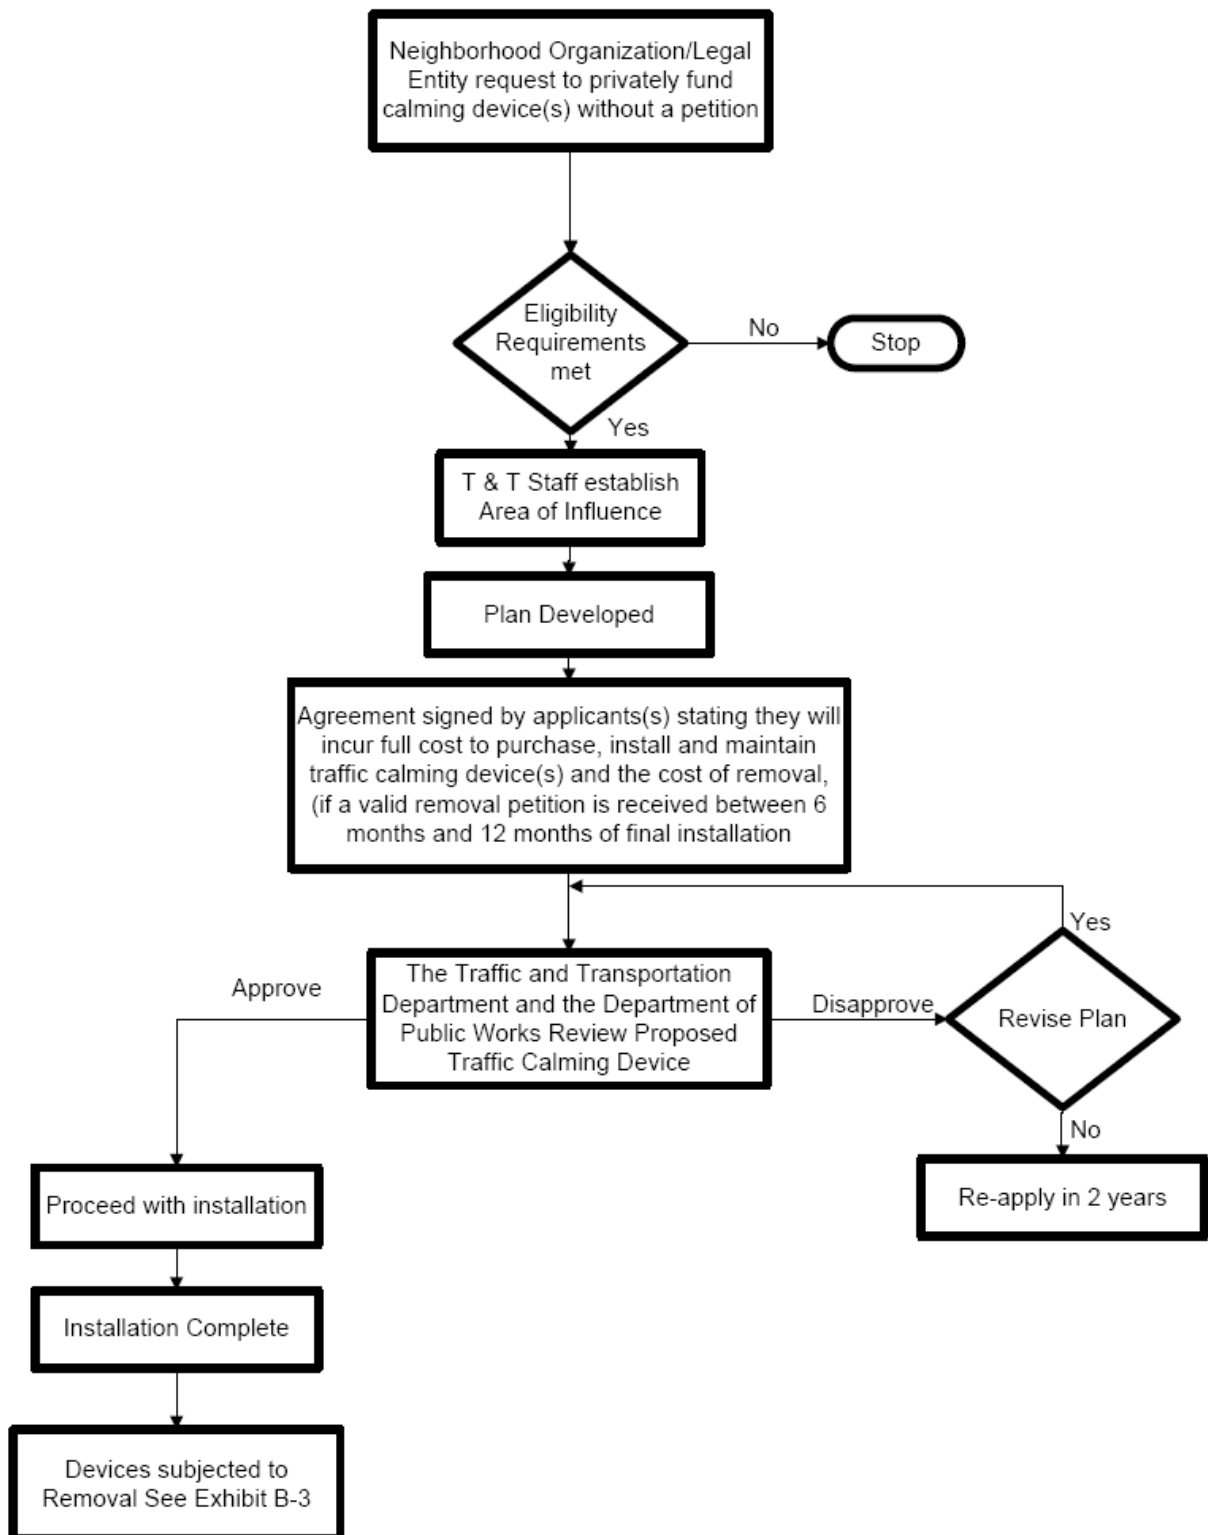 Neighborhood Organization/Legal
Entity request to privately fund
calming device(s) without a petition
Eligibility
Requirements
met
No
Stop
Yes
T & T Staff establish
Area of Influence
Plan Developed
Agreement signed by applicants(s) stating they will
incur full cost to purchase, install and maintain
traffic calming device(s) and the cost of removal,
(if a valid removal petition is received between 6
months and 12 months of final installation
Yes
Approve
The Traffic and Transportation
Department and the Department of
Public Works Review Proposed
Traffic Calming Device
Disapprove
Revise Plan
No
Proceed with installation
Re-apply in 2 years
Installation Complete
Devices subjected to
Removal See Exhibit B-3